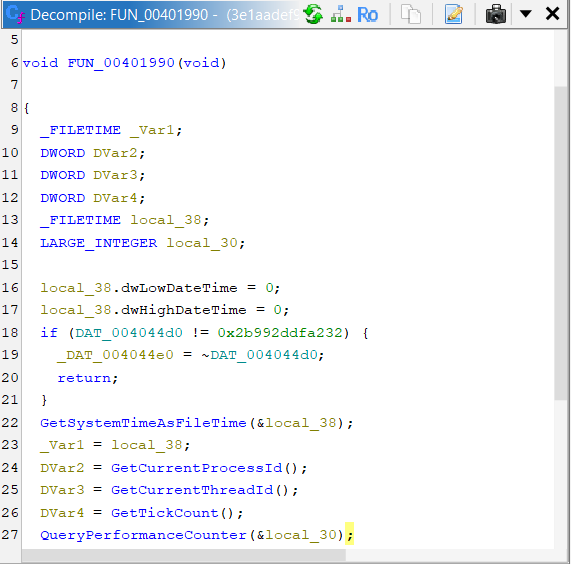 Decompile: FUN_00401990 - (3e1aadef5
Ro
5
6 void FUN_00401990(void)
7
8 {
9 _FILETIME _Var1;
10 DWORD DVar2;
11 DWORD DVar3;
12 DWORD DVar4;
13 _FILETIME local_38;
14 LARGE_INTEGER local_30;
15
16 local_38.dwLowDateTime = 0;
17 local_38.dwHighDateTime = 0;
18 if (DAT_004044d0 != 0x2b992ddfa232) {
19 _DAT_004044e0 = ~DAT_004044d0;
20 return;
21 }
22 GetSystemTimeAsFileTime(&local_38);
23 _Var1 = local_38;
24 DVar2 = GetCurrentProcessId();
25 DVar3 = GetCurrentThreadId();
26 DVar4 = GetTickCount();
27 QueryPerformanceCounter(&local_30);